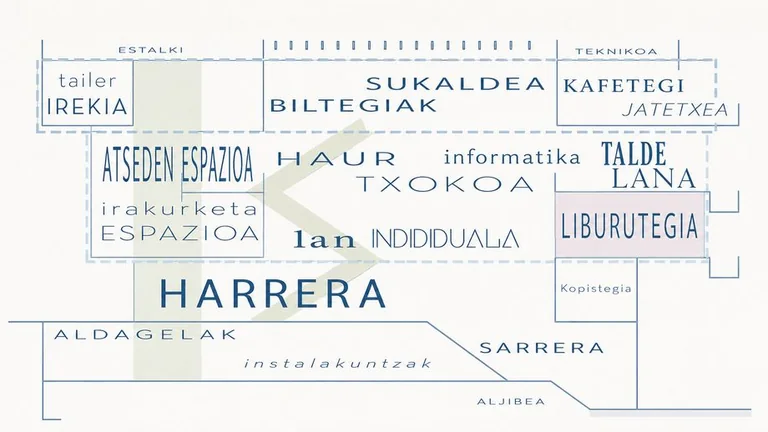 ESTALKI
TEKNIKOA
tailer
IREKIA
SUKALDEA
BILTEGIAK
KAFETEGI
JATETXEA
ATSEDEN ESPAZIOA
HAUR
TXOKOA
informatika
TALDE
LANA
irakurketa
ESPAZIOA
lan INDIDIDUALA
LIBURUTEGIA
HARRERA
Kopistegia
ALDAGELAK
instalakuntzak
SARRERA
ALJIBEA